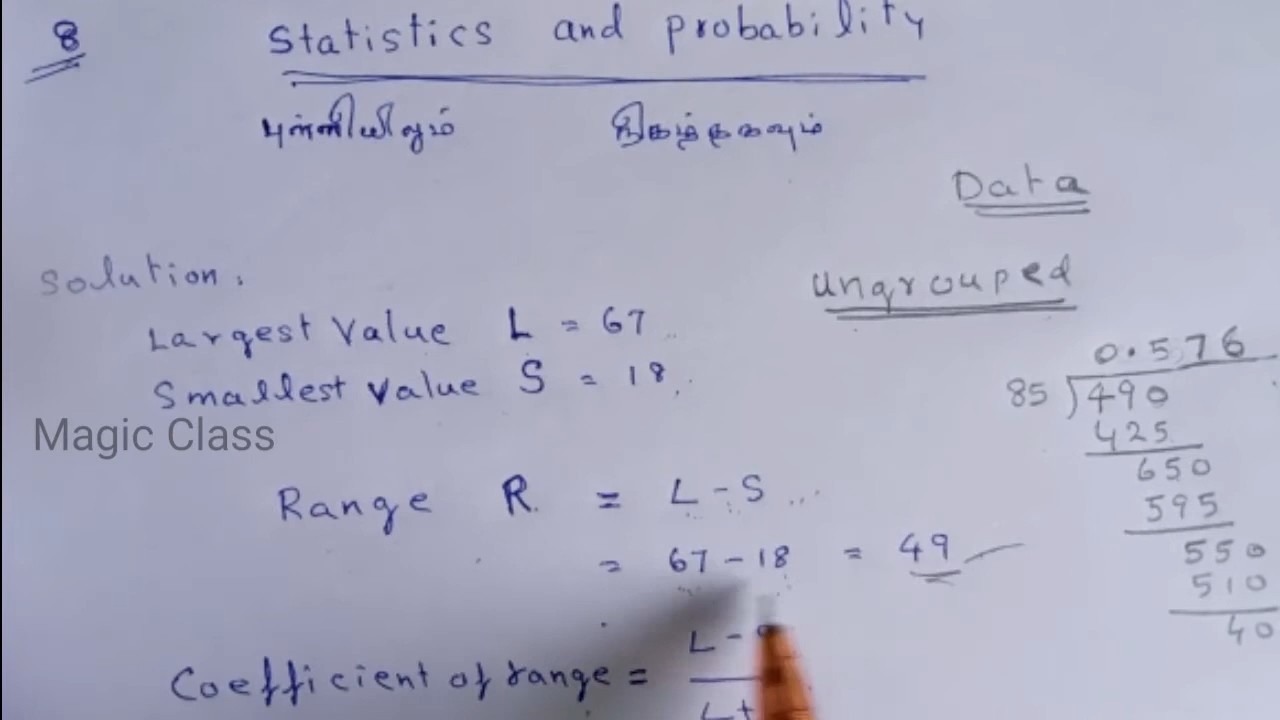 8
Statistics and probability
புள்ளியியலும் நிகழ்தகவும்
Data
Ungrouped
Solution:
Largest Value L = 67
Smallest Value S = 18
Magic Class
Range R = L - S
= 67 - 18 = 49
Coefficient of range = L -
L +
0.576
85 ) 490
425
650
595
550
510
40